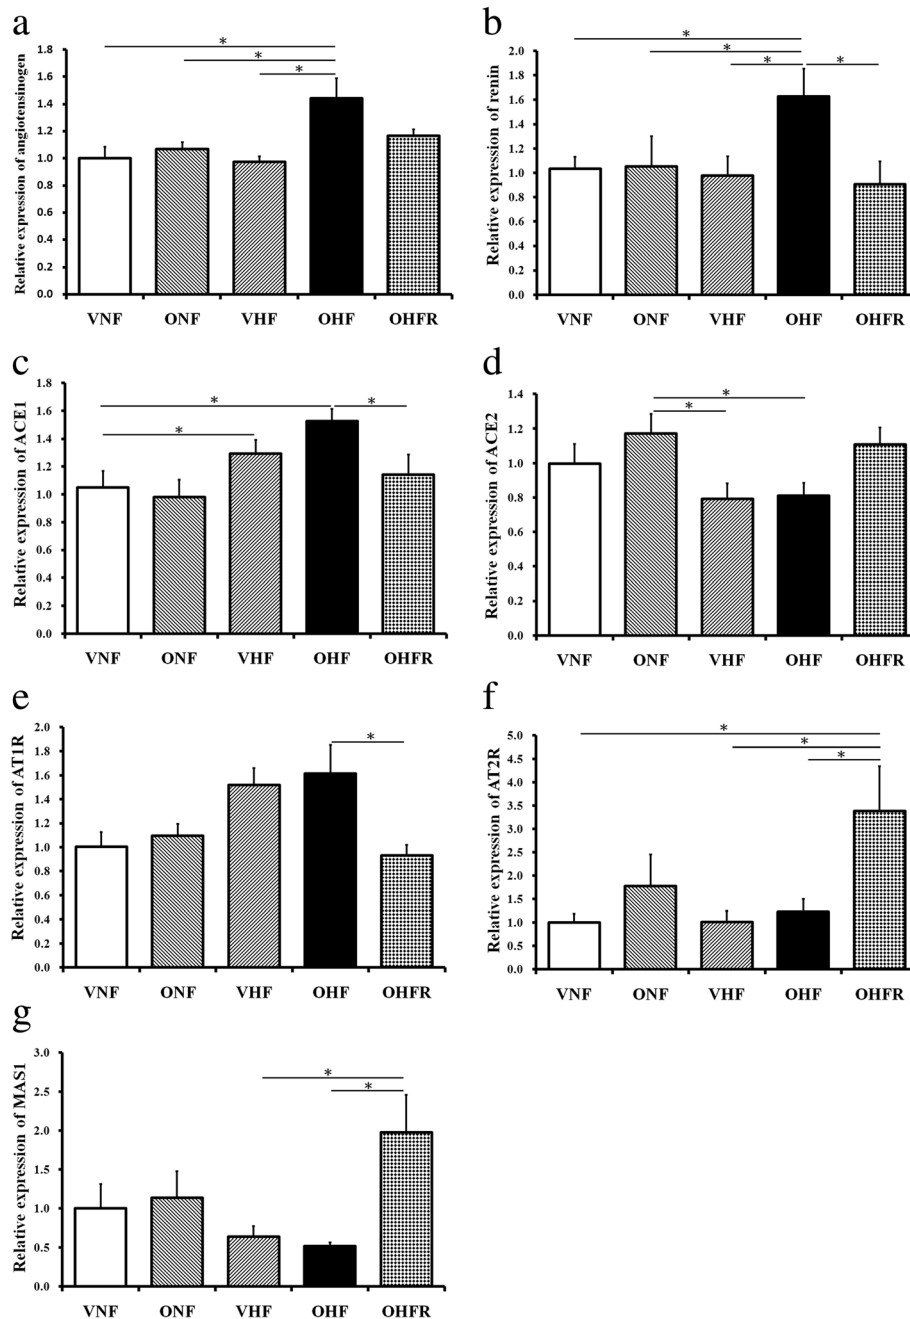 a
Relative expression of angiotensinogen
1.8
1.6
1.4
1.2
1.0
0.8
0.6
0.4
0.2
0.0
* * *
VNF ONF VHF OHF OHFR
b
Relative expression of renin
2.0
1.8
1.6
1.4
1.2
1.0
0.8
0.6
0.4
0.2
0.0
* * * *
VNF ONF VHF OHF OHFR
c
Relative expression of ACE1
1.8
1.6
1.4
1.2
1.0
0.8
0.6
0.4
0.2
0.0
* * *
VNF ONF VHF OHF OHFR
d
Relative expression of ACE2
1.4
1.2
1.0
0.8
0.6
0.4
0.2
0.0
* *
VNF ONF VHF OHF OHFR
e
Relative expression of AT1R
2.0
1.8
1.6
1.4
1.2
1.0
0.8
0.6
0.4
0.2
0.0
*
VNF ONF VHF OHF OHFR
f
Relative expression of AT2R
5.0
4.5
4.0
3.5
3.0
2.5
2.0
1.5
1.0
0.5
0.0
* * *
VNF ONF VHF OHF OHFR
g
Relative expression of MAS1
3.0
2.5
2.0
1.5
1.0
0.5
0.0
* *
VNF ONF VHF OHF OHFR